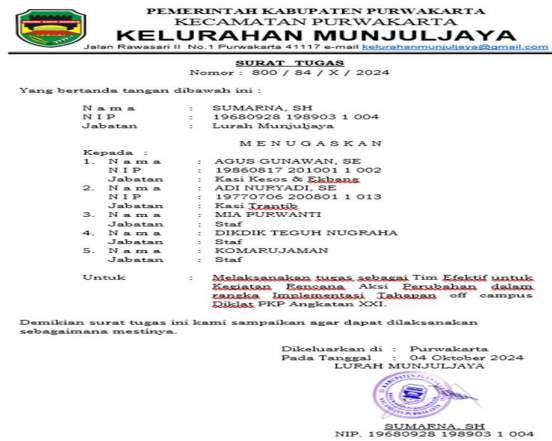 PEMERINTAH KABUPATEN PURWAKARTA
KECAMATAN PURWAKARTA
KELURAHAN MUNJULJAYA
Jalan Rawasari II No.1 Purwakarta 41117 e-mail kelurahanmunjuljaya@gmail.com
SURAT TUGAS
Nomor : 800 / 84 / X / 2024
Yang bertanda tangan dibawah ini :
N a m a : SUMARNA, SH
N I P : 19680928 198903 1 004
Jabatan : Lurah Munjuljaya
M E N U G A S K A N
Kepada :
1. N a m a : AGUS GUNAWAN, SE
N I P : 19860817 201001 1 002
Jabatan : Kasi Kesos & Ekbang
2. N a m a : ADI NURYADI, SE
N I P : 19770706 200801 1 013
Jabatan : Kasi Trantib
3. N a m a : MIA PURWANTI
Jabatan : Staf
4. N a m a : DIKDIK TEGUH NUGRAHA
Jabatan : Staf
5. N a m a : KOMARUJAMAN
Jabatan : Staf
Untuk : Melaksanakan tugas sebagai Tim Efektif untuk
Kegiatan Rencana Aksi Perubahan dalam
rangka Implementasi Tahapan off campus
Diklat PKP Angkatan XXI.
Demikian surat tugas ini kami sampaikan agar dapat dilaksanakan
sebagaimana mestinya.
Dikeluarkan di : Purwakarta
Pada Tanggal : 04 Oktober 2024
LURAH MUNJULJAYA
SUMARNA, SH
NIP. 19680928 198903 1 004